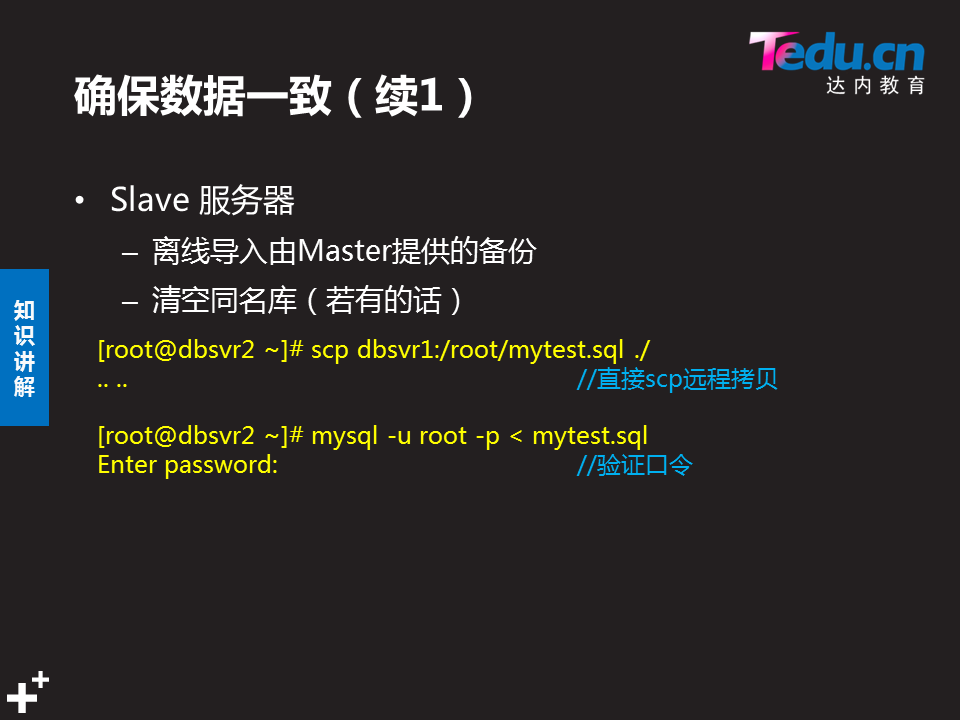 Tedu.cn
达内教育
确保数据一致（续1）
• Slave 服务器
– 离线导入由Master提供的备份
– 清空同名库（若有的话）
知识讲解
[root@dbsvr2 ~]# scp dbsvr1:/root/mytest.sql ./
.. .. //直接scp远程拷贝
[root@dbsvr2 ~]# mysql -u root -p < mytest.sql
Enter password: //验证口令